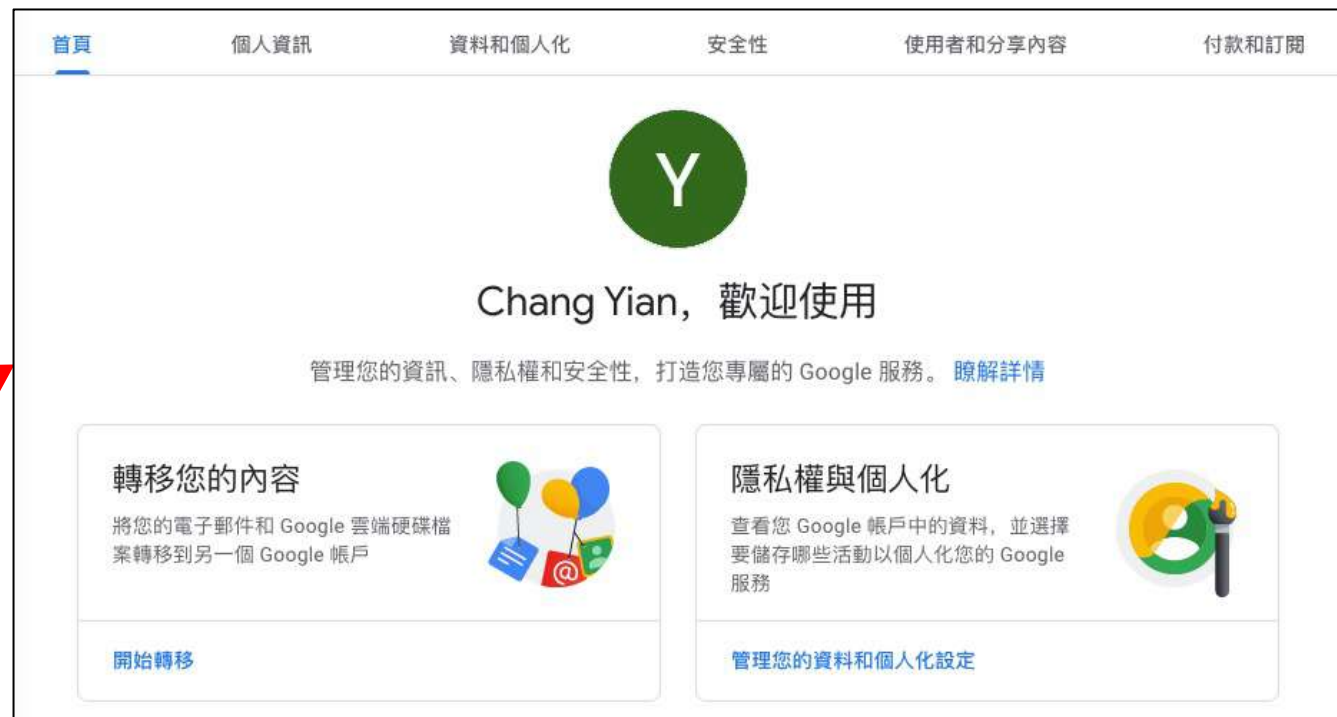 首頁 個人資訊 資料和個人化 安全性 使用者和分享內容 付款和訂閱
Y
Chang Yian，歡迎使用
管理您的資訊、隱私權和安全性，打造您專屬的 Google 服務。 瞭解詳情
轉移您的內容
將您的電子郵件和 Google 雲端硬碟檔
案轉移到另一個 Google 帳戶
@
開始轉移
隱私權與個人化
查看您 Google 帳戶中的資料，並選擇
要儲存哪些活動以個人化您的 Google
服務
管理您的資料和個人化設定